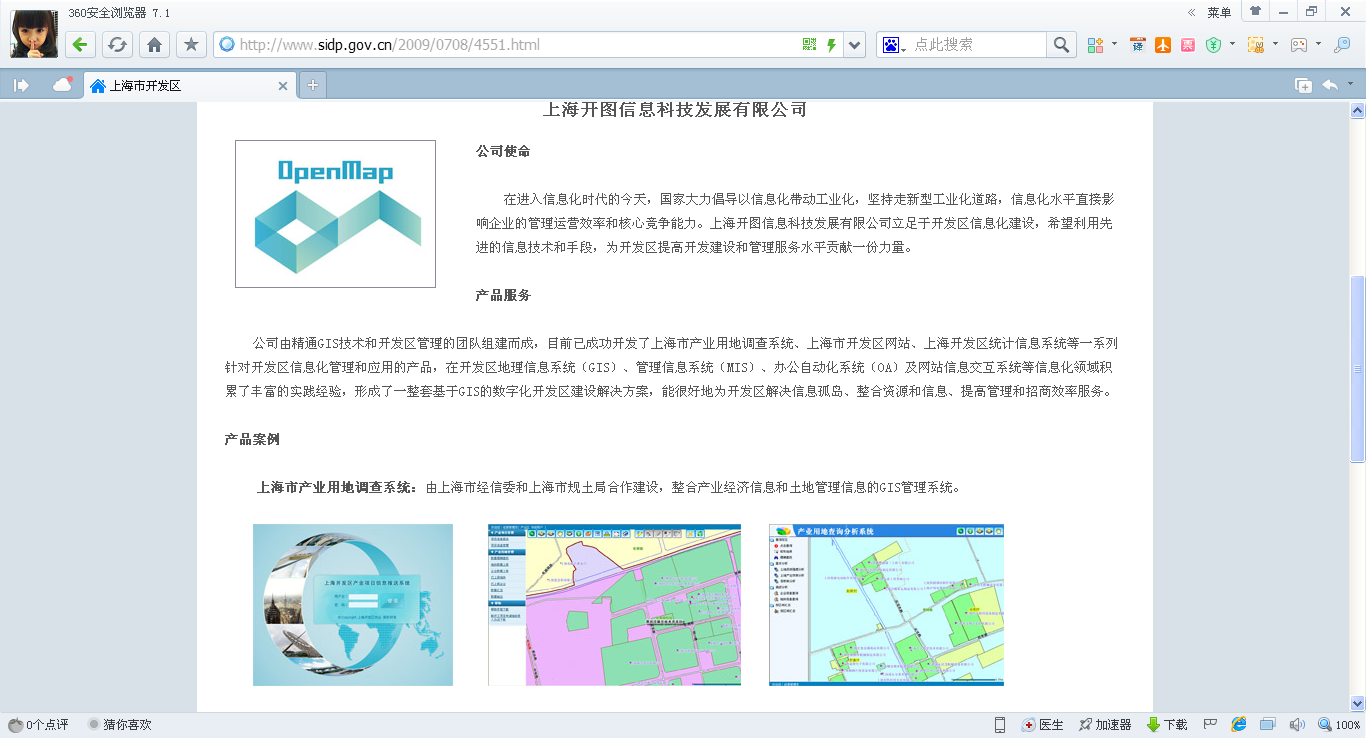 360安全浏览器 7.1
菜单
http://www.sidp.gov.cn/2009/0708/4551.html
点此搜索
上海市开发区
上海开图信息科技发展有限公司
OpenMap
公司使命
在进入信息化时代的今天，国家大力倡导以信息化带动工业化，坚持走新型工业化道路，信息化水平直接影
响企业的管理运营效率和核心竞争能力。上海开图信息科技发展有限公司立足于开发区信息化建设，希望利用先
进的信息技术和手段，为开发区提高开发建设和管理服务水平贡献一份力量。
产品服务
公司由精通GIS技术和开发区管理的团队组建而成，目前已成功开发了上海市产业用地调查系统、上海市开发区网站、上海开发区统计信息系统等一系列
针对开发区信息化管理和应用的产品，在开发区地理信息系统（GIS）、管理信息系统（MIS）、办公自动化系统（OA）及网站信息交互系统等信息化领域积
累了丰富的实践经验，形成了一整套基于GIS的数字化开发区建设解决方案，能很好地为开发区解决信息孤岛、整合资源和信息、提高管理和招商效率服务。
产品案例
上海市产业用地调查系统：由上海市经信委和上海市规土局合作建设，整合产业经济信息和土地管理信息的GIS管理系统。
上海开发区产业项目信息报送系统
产业用地查询分析系统
0个点评
猜你喜欢
医生
加速器
下载
100%